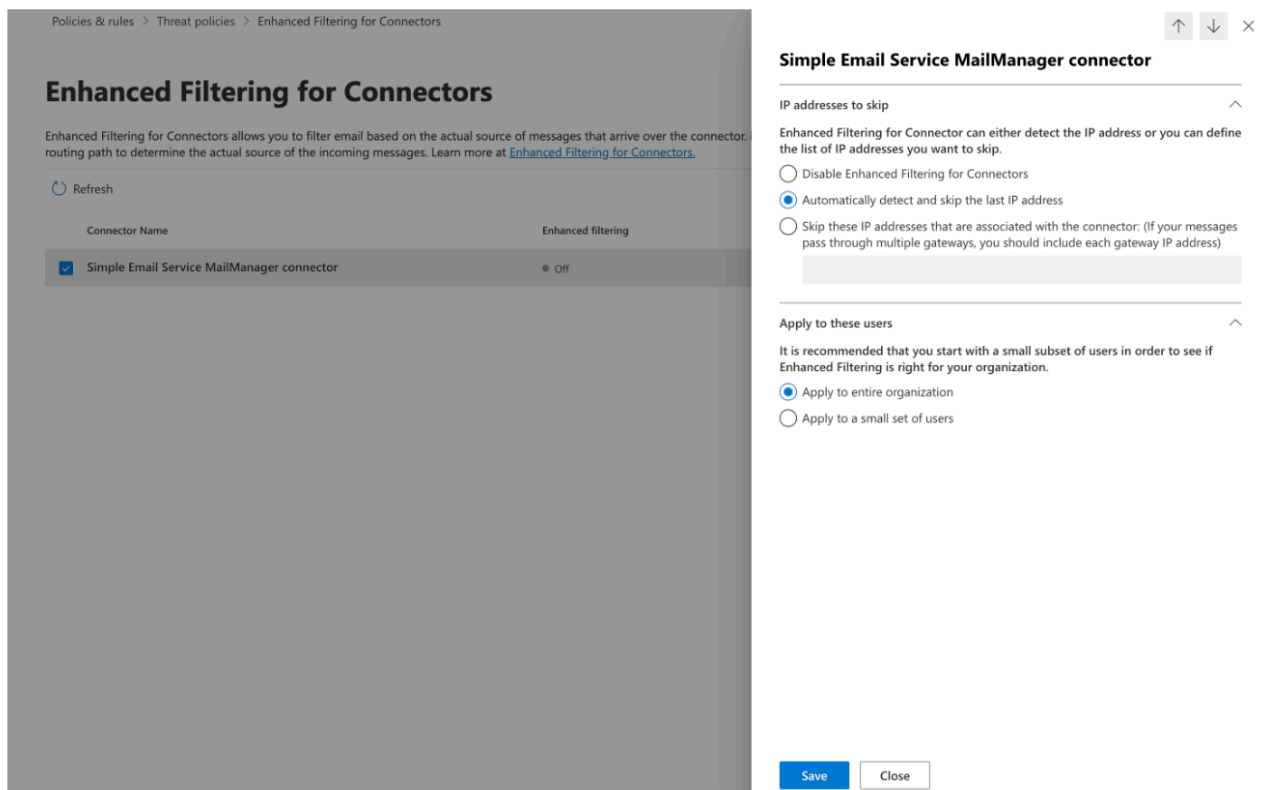 Policies & rules > Threat policies > Enhanced Filtering for Connectors
Enhanced Filtering for Connectors
Enhanced Filtering for Connectors allows you to filter email based on the actual source of messages that arrive over the connector.
routing path to determine the actual source of the incoming messages. Learn more at Enhanced Filtering for Connectors.
Refresh
Connector Name Enhanced filtering
Simple Email Service MailManager connector Off
Simple Email Service MailManager connector
IP addresses to skip
Enhanced Filtering for Connector can either detect the IP address or you can define
the list of IP addresses you want to skip.
Disable Enhanced Filtering for Connectors
Automatically detect and skip the last IP address
Skip these IP addresses that are associated with the connector: (If your messages
pass through multiple gateways, you should include each gateway IP address)
Apply to these users
It is recommended that you start with a small subset of users in order to see if
Enhanced Filtering is right for your organization.
Apply to entire organization
Apply to a small set of users
Save Close